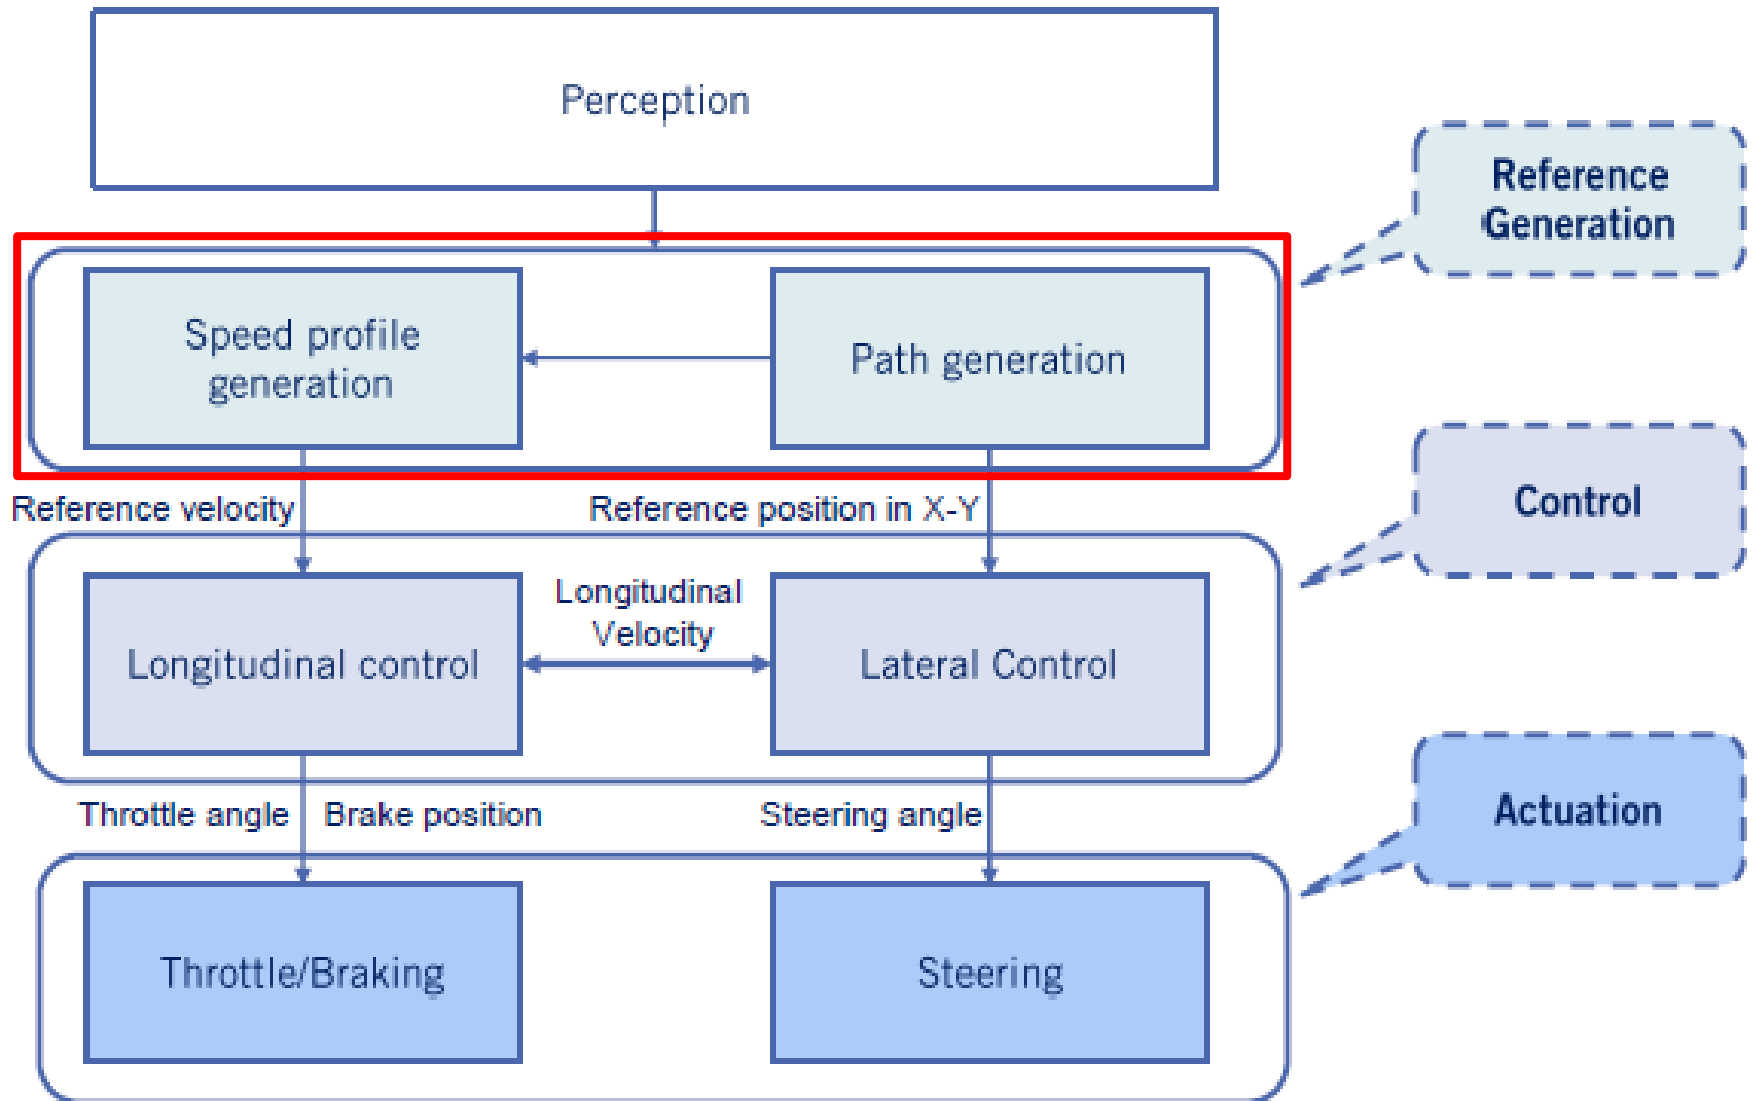 Perception
Reference
Generation
Speed profile
generation
Path generation
Reference velocity
Reference position in X-Y
Control
Longitudinal
Velocity
Longitudinal control
Lateral Control
Throttle angle
Brake position
Steering angle
Actuation
Throttle/Braking
Steering